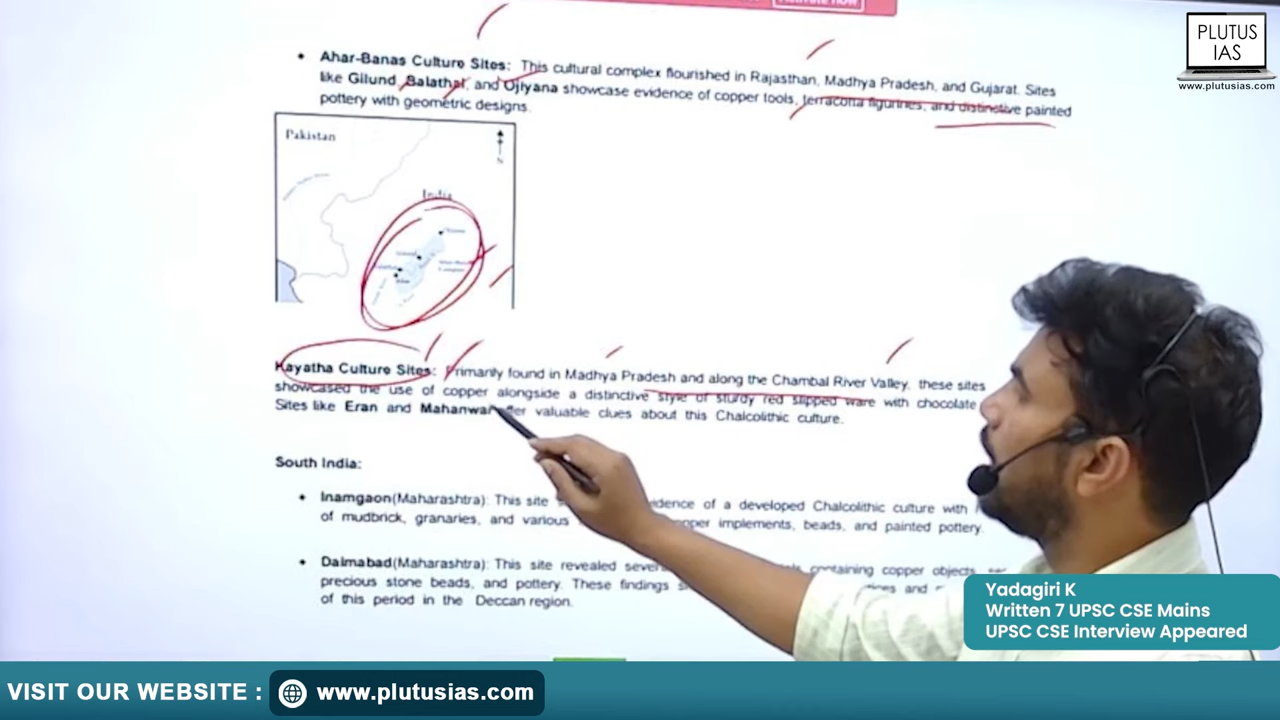 PLUTUS
IAS
www.plutusias.com
• Ahar-Banas Culture Sites: This cultural complex flourished in Rajasthan, Madhya Pradesh, and Gujarat. Sites
like Gilund, Balathal, and Ojiyana showcase evidence of copper tools, terracotta figurines, and distinctive painted
pottery with geometric designs.
Pakistan
N
India
Kayatha Culture Sites: Primarily found in Madhya Pradesh and along the Chambal River Valley, these sites
showcased the use of copper alongside a distinctive style of sturdy red slipped ware with chocolate
Sites like Eran and Mahanwar valuable clues about this Chalcolithic culture.
South India:
• Inamgaon(Maharashtra): This site of a developed Chalcolithic culture with
of mudbrick, granaries, and various implements, beads, and painted pottery.
• Daimabad(Maharashtra): This site revealed containing copper objects,
precious stone beads, and pottery. These findings and
of this period in the Deccan region.
Yadagiri K
Written 7 UPSC CSE Mains
UPSC CSE Interview Appeared
VISIT OUR WEBSITE : www.plutusias.com